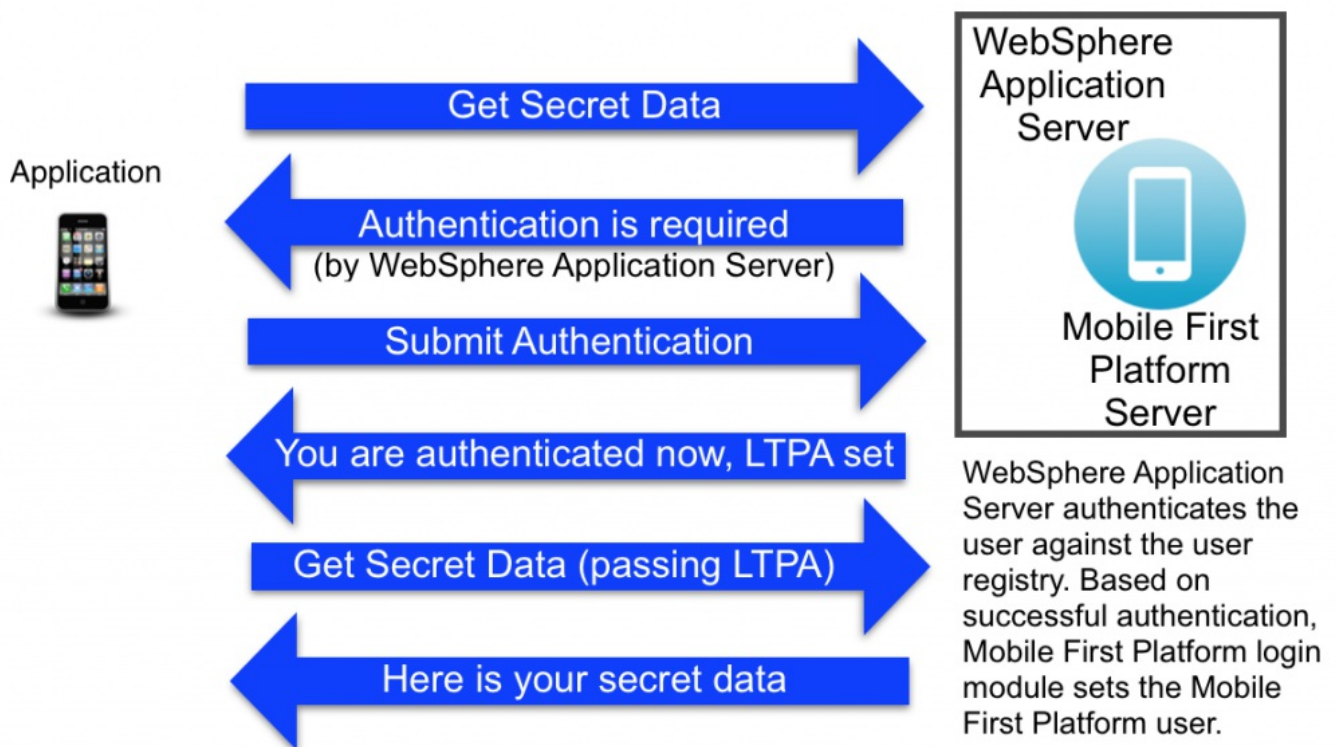 Application
Get Secret Data
Authentication is required
(by WebSphere Application Server)
Submit Authentication
You are authenticated now, LTPA set
Get Secret Data (passing LTPA)
Here is your secret data
WebSphere
Application
Server
Mobile First
Platform
Server
WebSphere Application
Server authenticates the
user against the user
registry. Based on
successful authentication,
Mobile First Platform login
module sets the Mobile
First Platform user.